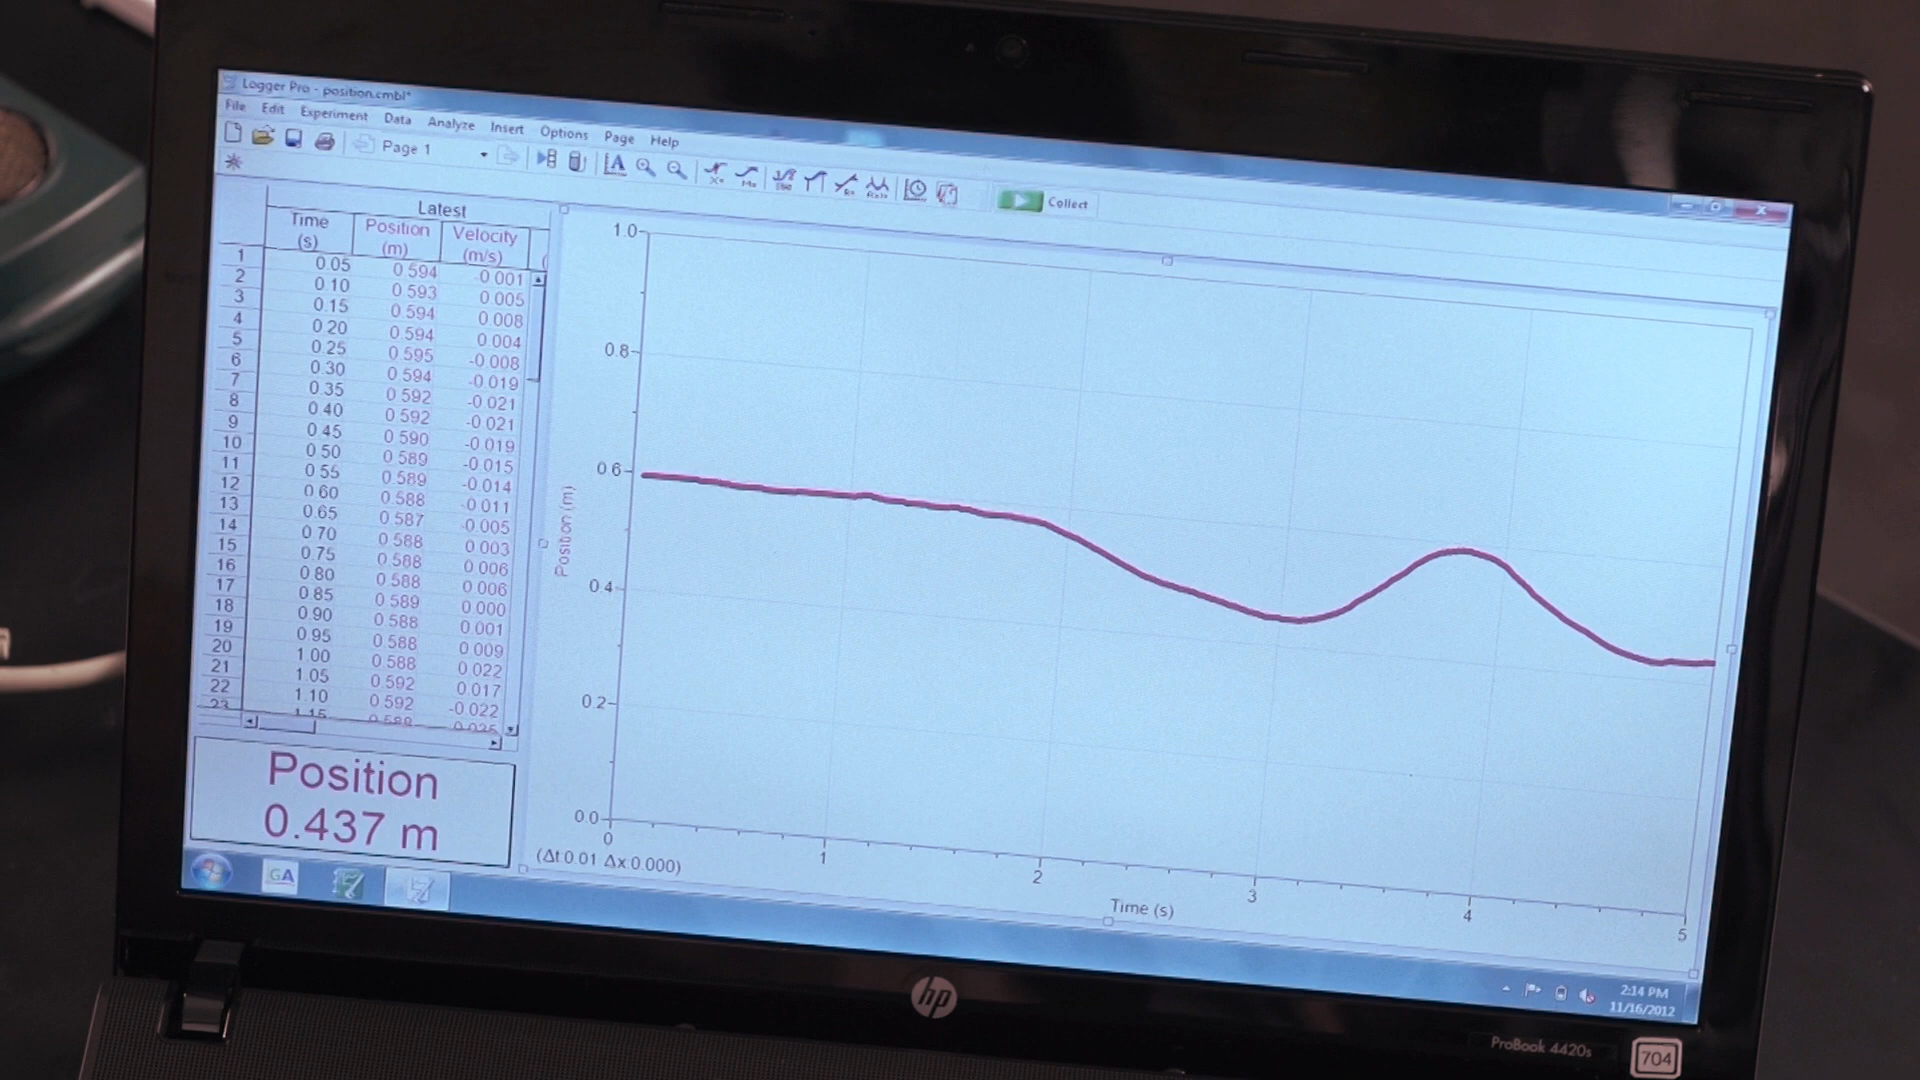 Logger Pro - position.cmbl*
File Edit Experiment Data Analyze Insert Options Page Help
Page 1
Collect
Latest
Time Position Velocity
(s) (m) (m/s)
1 0.05 0.594 -0.001
2 0.10 0.593 0.005
3 0.15 0.594 0.008
4 0.20 0.594 0.004
5 0.25 0.595 -0.008
6 0.30 0.594 -0.019
7 0.35 0.592 -0.021
8 0.40 0.592 -0.021
9 0.45 0.590 -0.019
10 0.50 0.589 -0.015
11 0.55 0.589 -0.014
12 0.60 0.588 -0.011
13 0.65 0.587 -0.005
14 0.70 0.588 0.003
15 0.75 0.588 0.006
16 0.80 0.588 0.006
17 0.85 0.589 0.000
18 0.90 0.588 0.001
19 0.95 0.588 0.009
20 1.00 0.588 0.022
21 1.05 0.592 0.017
22 1.10 0.592 -0.022
23 1.15
Position
0.437 m
1.0
0.8
0.6
0.4
0.2
0.0
Position (m)
0 1 2 3 4 5
(Δt:0.01 Δx:0.000)
Time (s)
GA
2:14 PM
11/16/2012
hp
ProBook 4420s
704